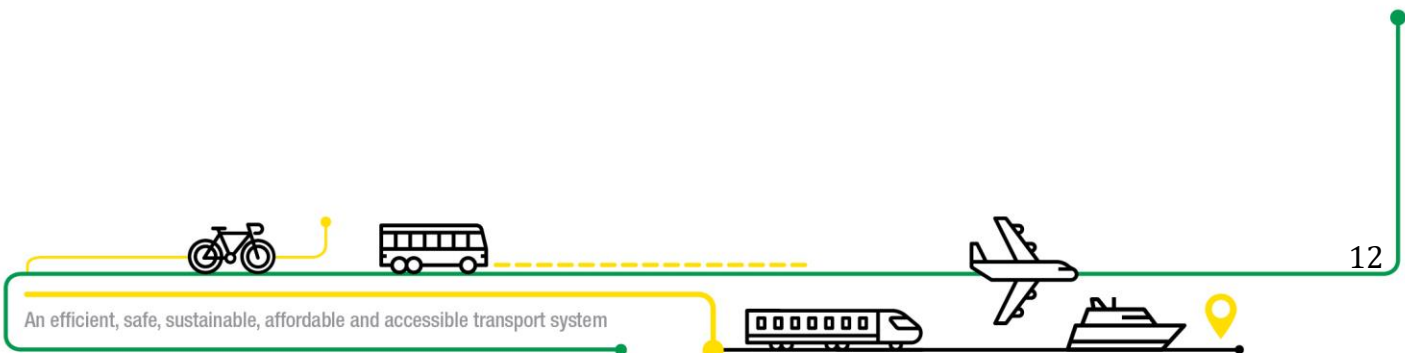 12
An efficient, safe, sustainable, affordable and accessible transport system